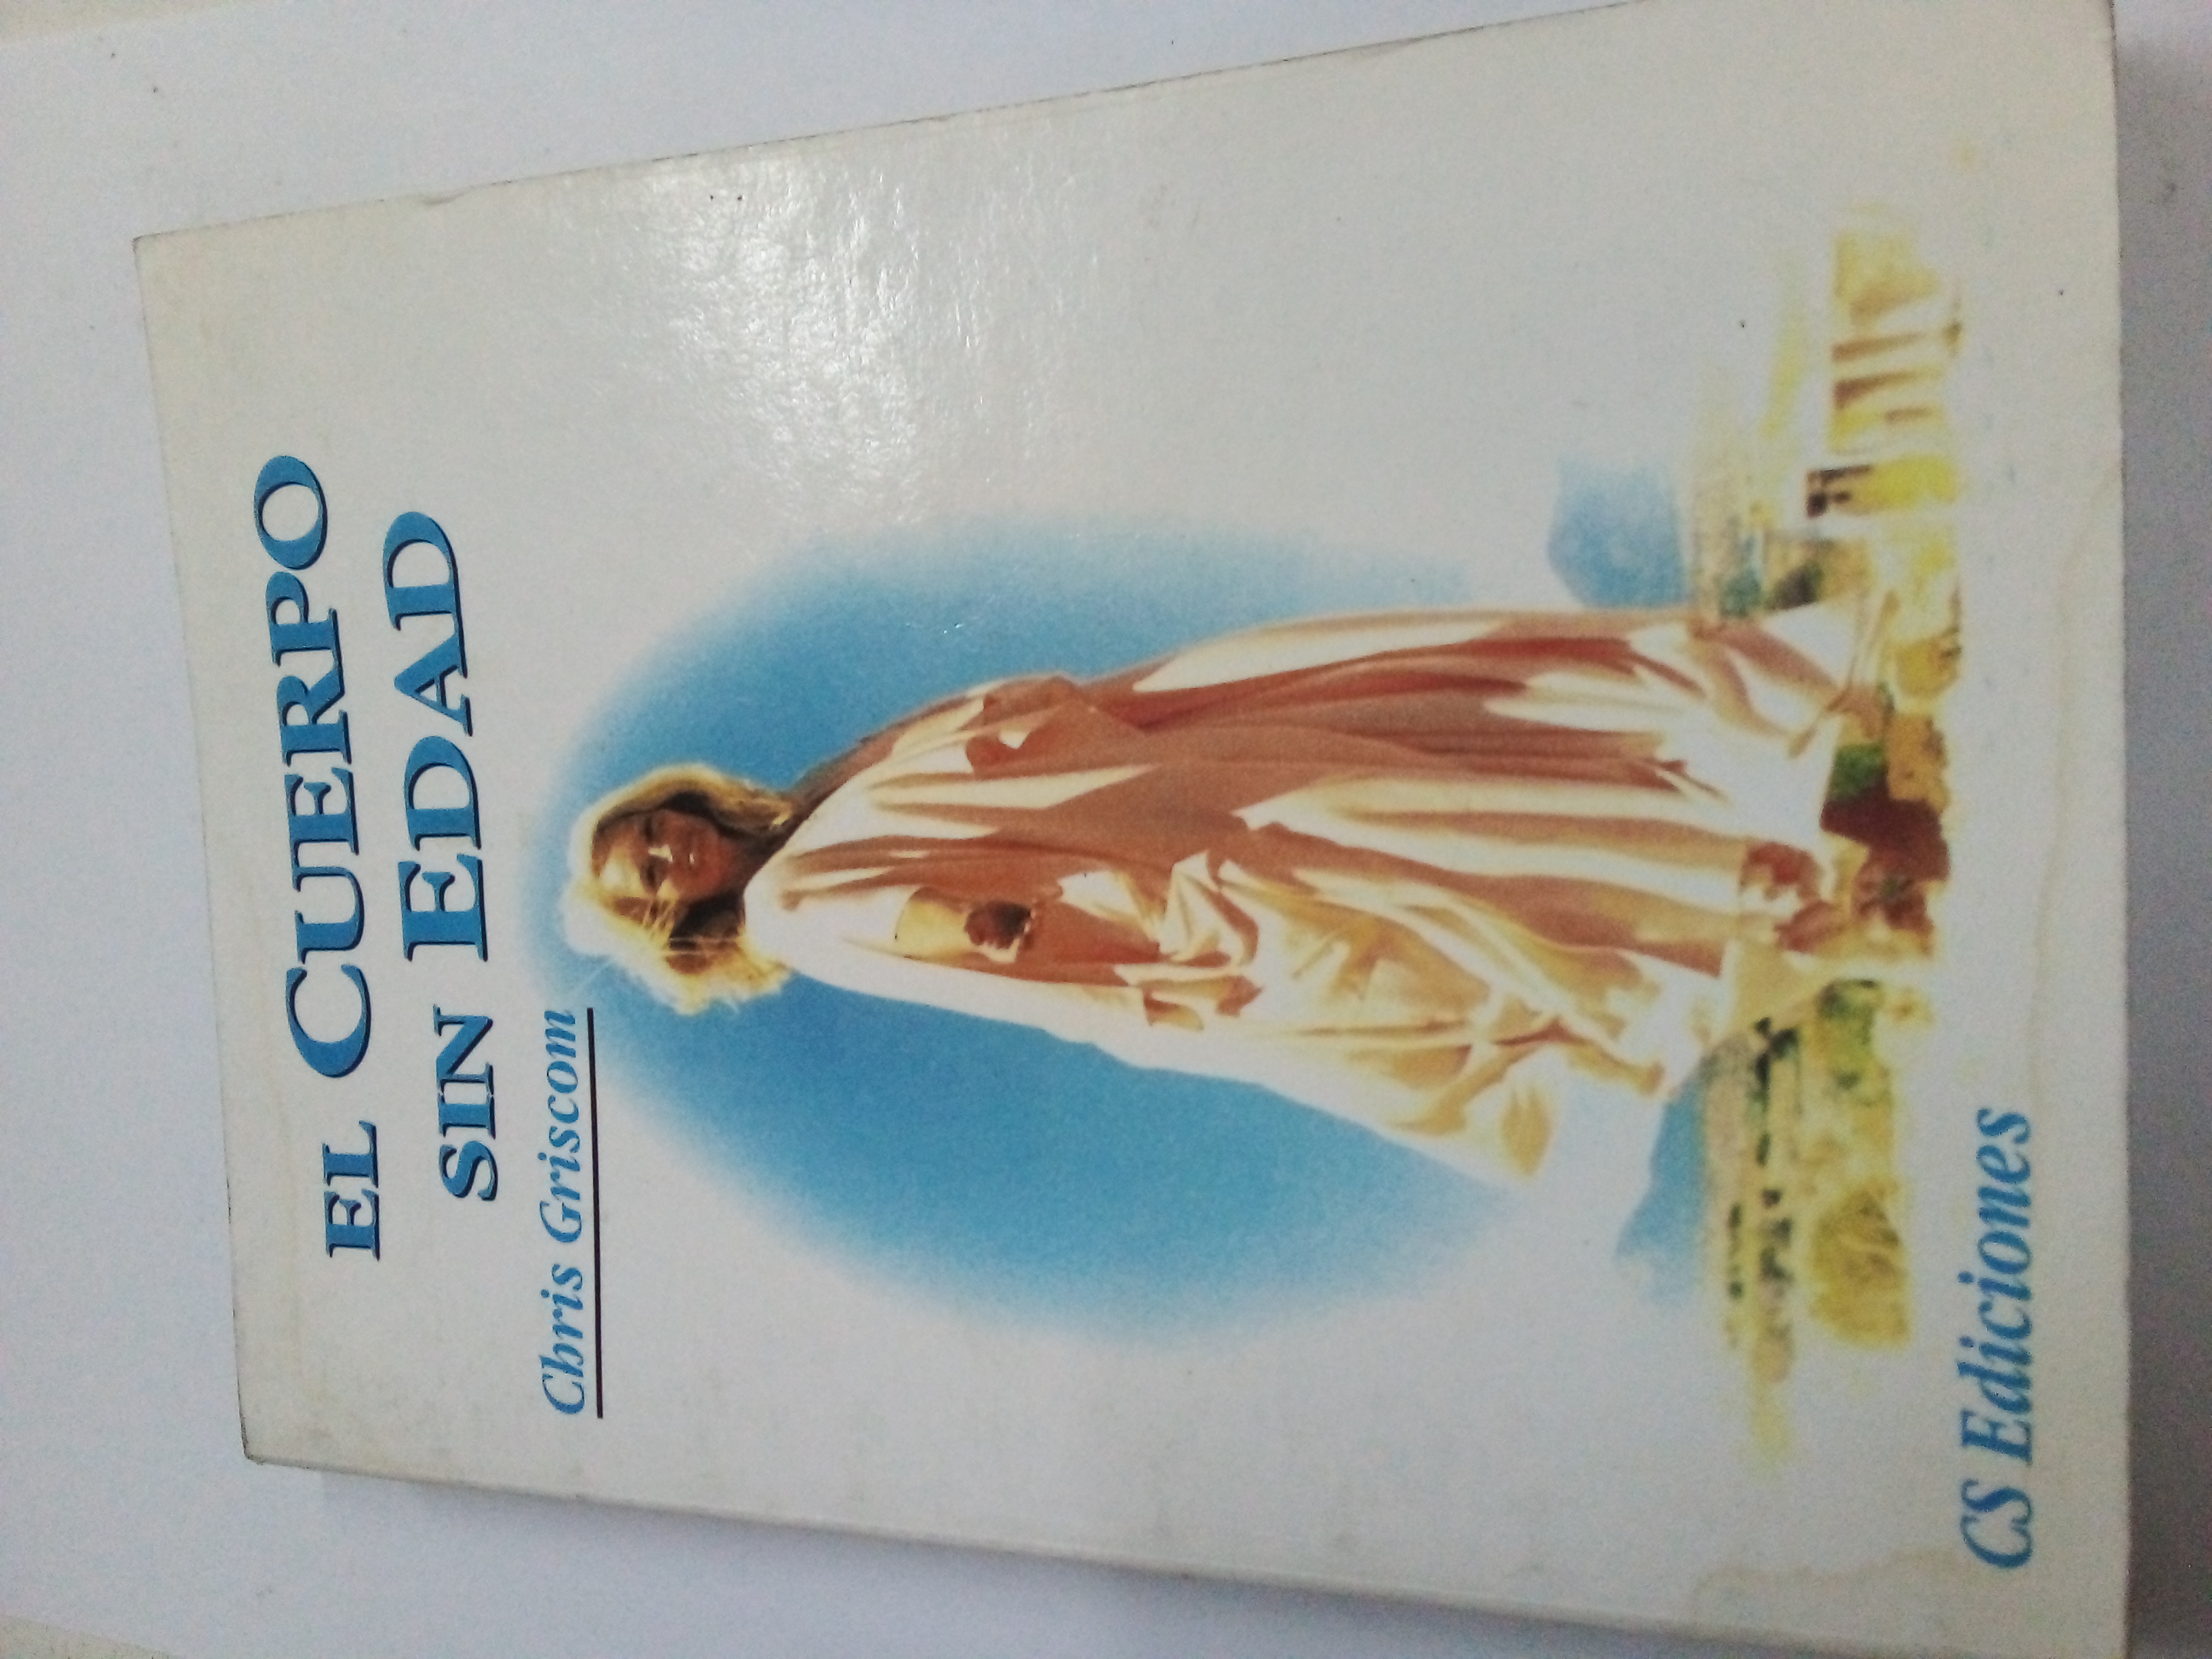 EL CUERPO
SIN EDAD
Chris Griscom
CS Ediciones